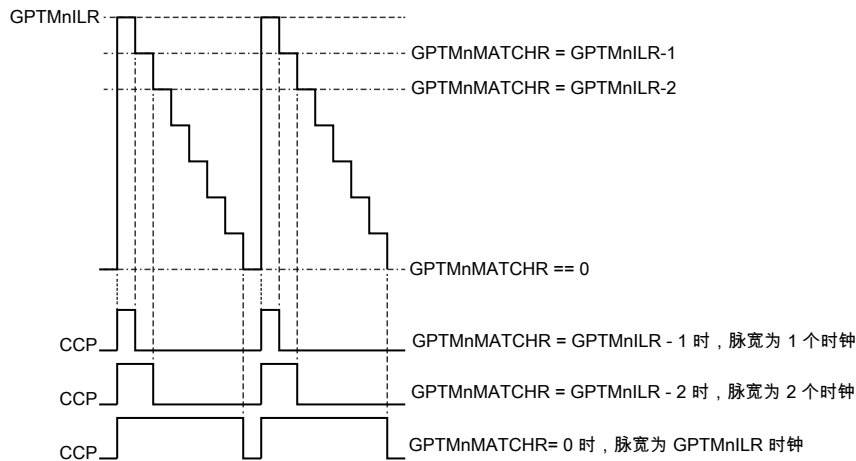 GPTMnILR
GPTMnMATCHR = GPTMnILR-1
GPTMnMATCHR = GPTMnILR-2
GPTMnMATCHR == 0
CCP
GPTMnMATCHR = GPTMnILR - 1 时，脉宽为 1 个时钟
CCP
GPTMnMATCHR = GPTMnILR - 2 时，脉宽为 2 个时钟
CCP
GPTMnMATCHR= 0 时，脉宽为 GPTMnILR 时钟